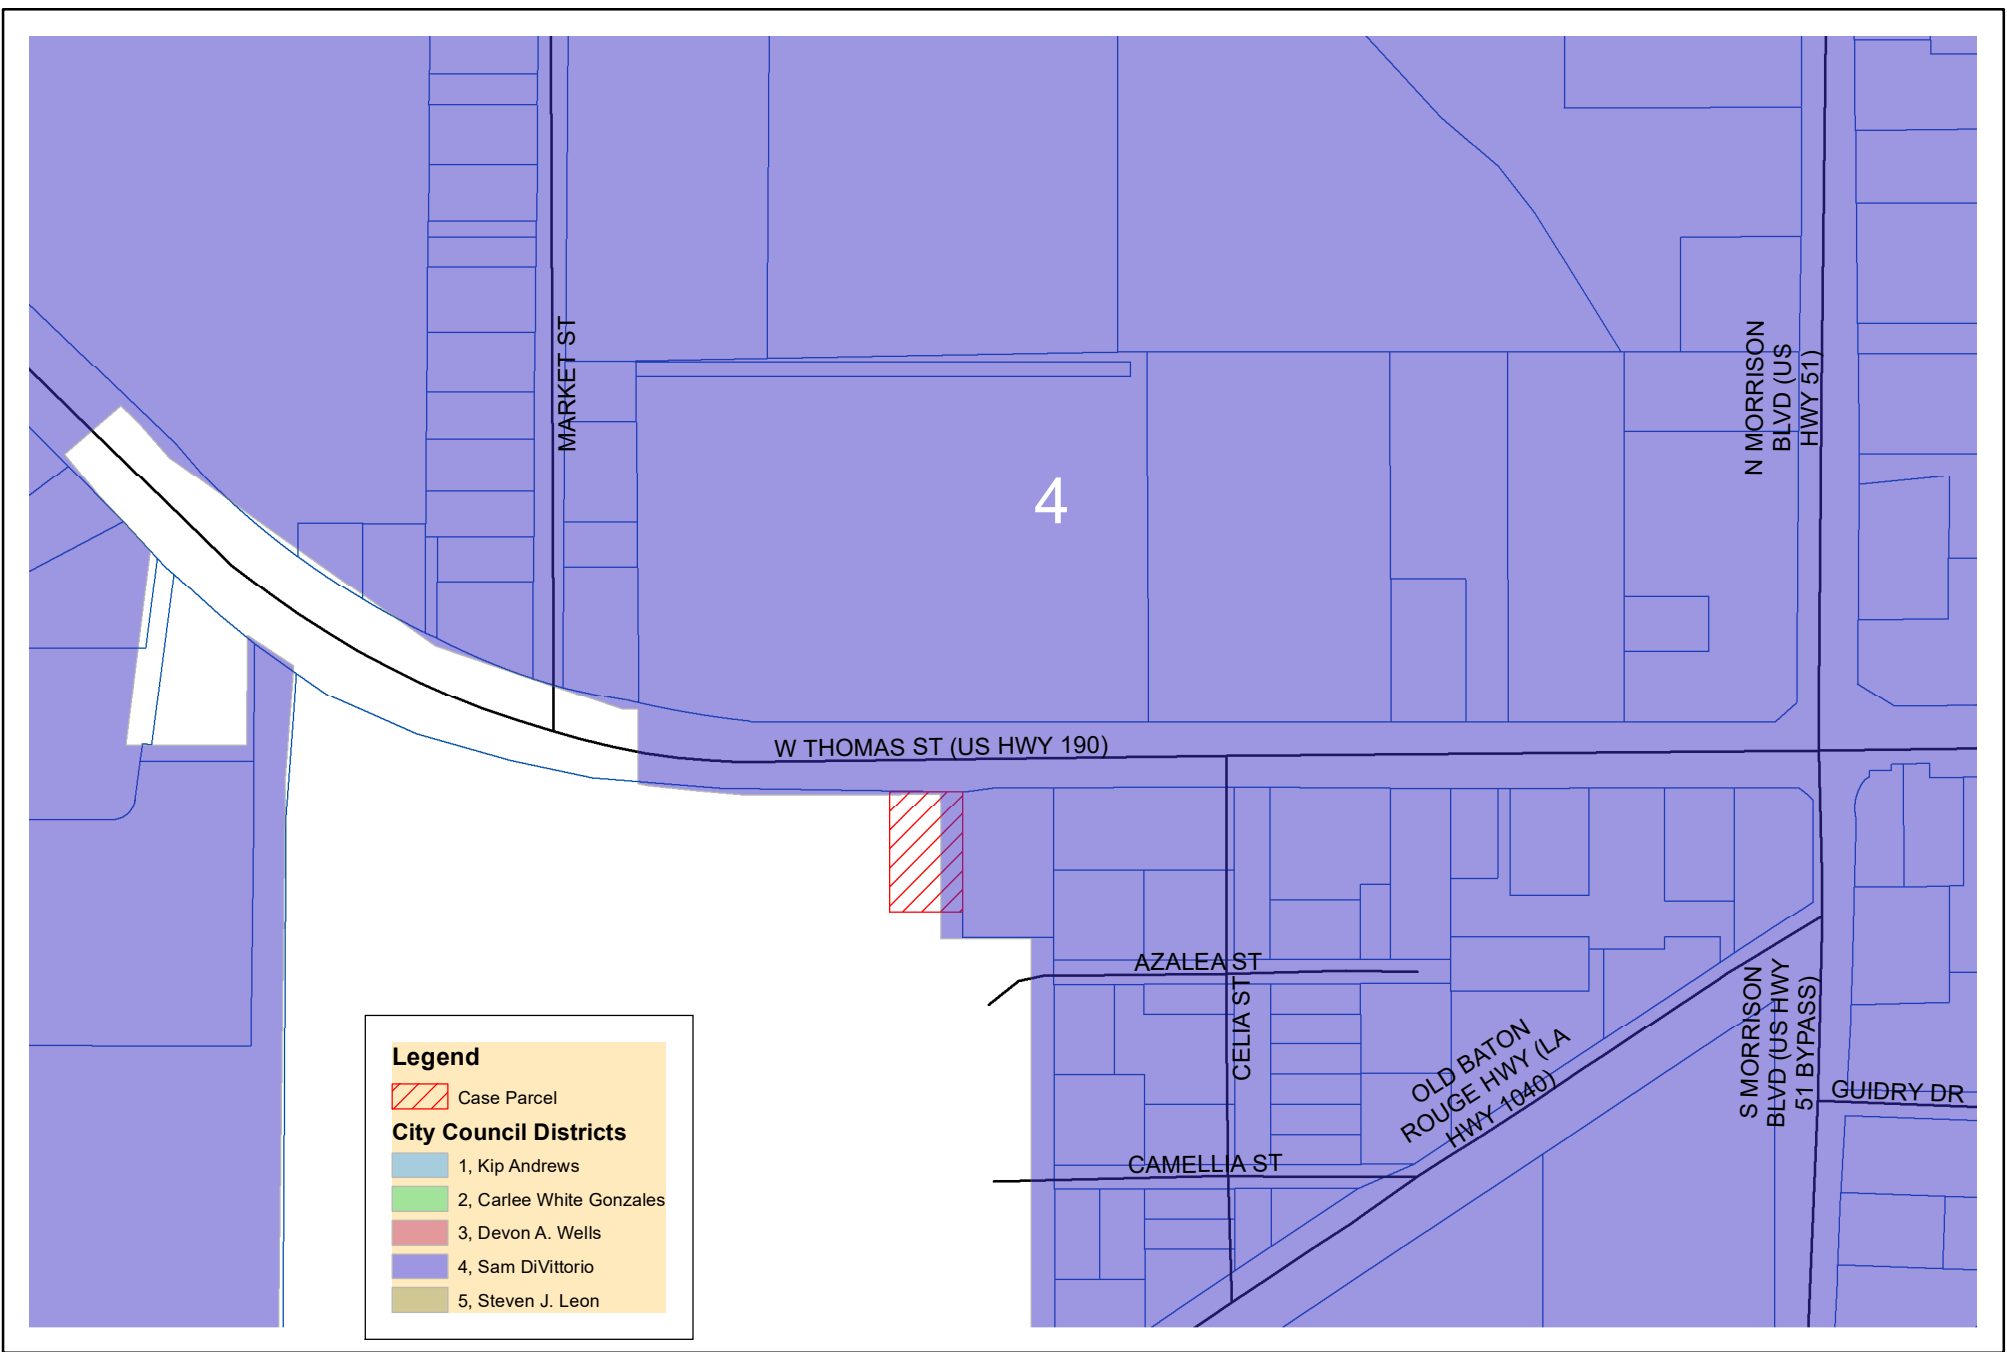 MARKET ST
N MORRISON
BLVD (US
HWY 51)
4
W THOMAS ST (US HWY 190)
AZALEA ST
CELIA ST
OLD BATON
ROUGE HWY (LA
HWY 1040)
S MORRISON
BLVD (US HWY
51 BYPASS)
GUIDRY DR
CAMELLIA ST
Legend
Case Parcel
City Council Districts
1, Kip Andrews
2, Carlee White Gonzales
3, Devon A. Wells
4, Sam DiVittorio
5, Steven J. Leon